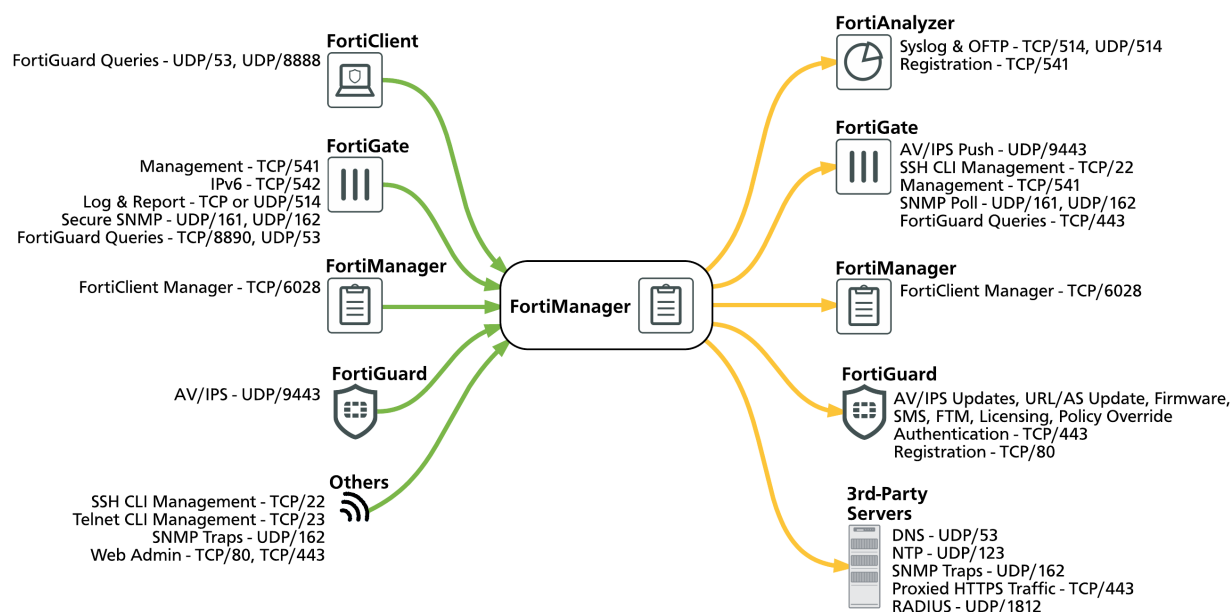 FortiClient
FortiGuard Queries - UDP/53, UDP/8888
FortiGate
Management - TCP/541
IPv6 - TCP/542
Log & Report - TCP or UDP/514
Secure SNMP - UDP/161, UDP/162
FortiGuard Queries - TCP/8890, UDP/53
FortiManager
FortiClient Manager - TCP/6028
FortiGuard
AV/IPS - UDP/9443
Others
SSH CLI Management - TCP/22
Telnet CLI Management - TCP/23
SNMP Traps - UDP/162
Web Admin - TCP/80, TCP/443
FortiManager
FortiAnalyzer
Syslog & OFTP - TCP/514, UDP/514
Registration - TCP/541
FortiGate
AV/IPS Push - UDP/9443
SSH CLI Management - TCP/22
Management - TCP/541
SNMP Poll - UDP/161, UDP/162
FortiGuard Queries - TCP/443
FortiManager
FortiClient Manager - TCP/6028
FortiGuard
AV/IPS Updates, URL/AS Update, Firmware,
SMS, FTM, Licensing, Policy Override
Authentication - TCP/443
Registration - TCP/80
3rd-Party
Servers
DNS - UDP/53
NTP - UDP/123
SNMP Traps - UDP/162
Proxied HTTPS Traffic - TCP/443
RADIUS - UDP/1812